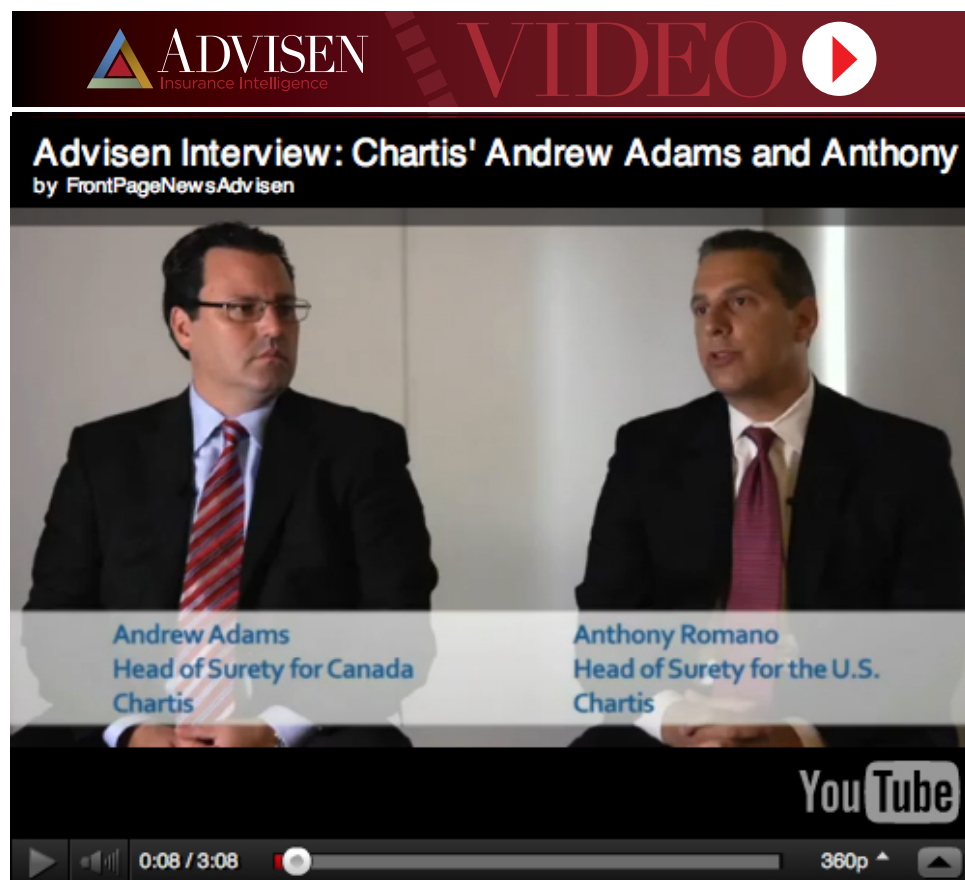 ADVISEN
Insurance Intelligence
VIDEO
Advisen Interview: Chartis' Andrew Adams and Anthony
by FrontPageNewsAdvisen
Andrew Adams
Head of Surety for Canada
Chartis
Anthony Romano
Head of Surety for the U.S.
Chartis
YouTube
0:08 / 3:08
360p